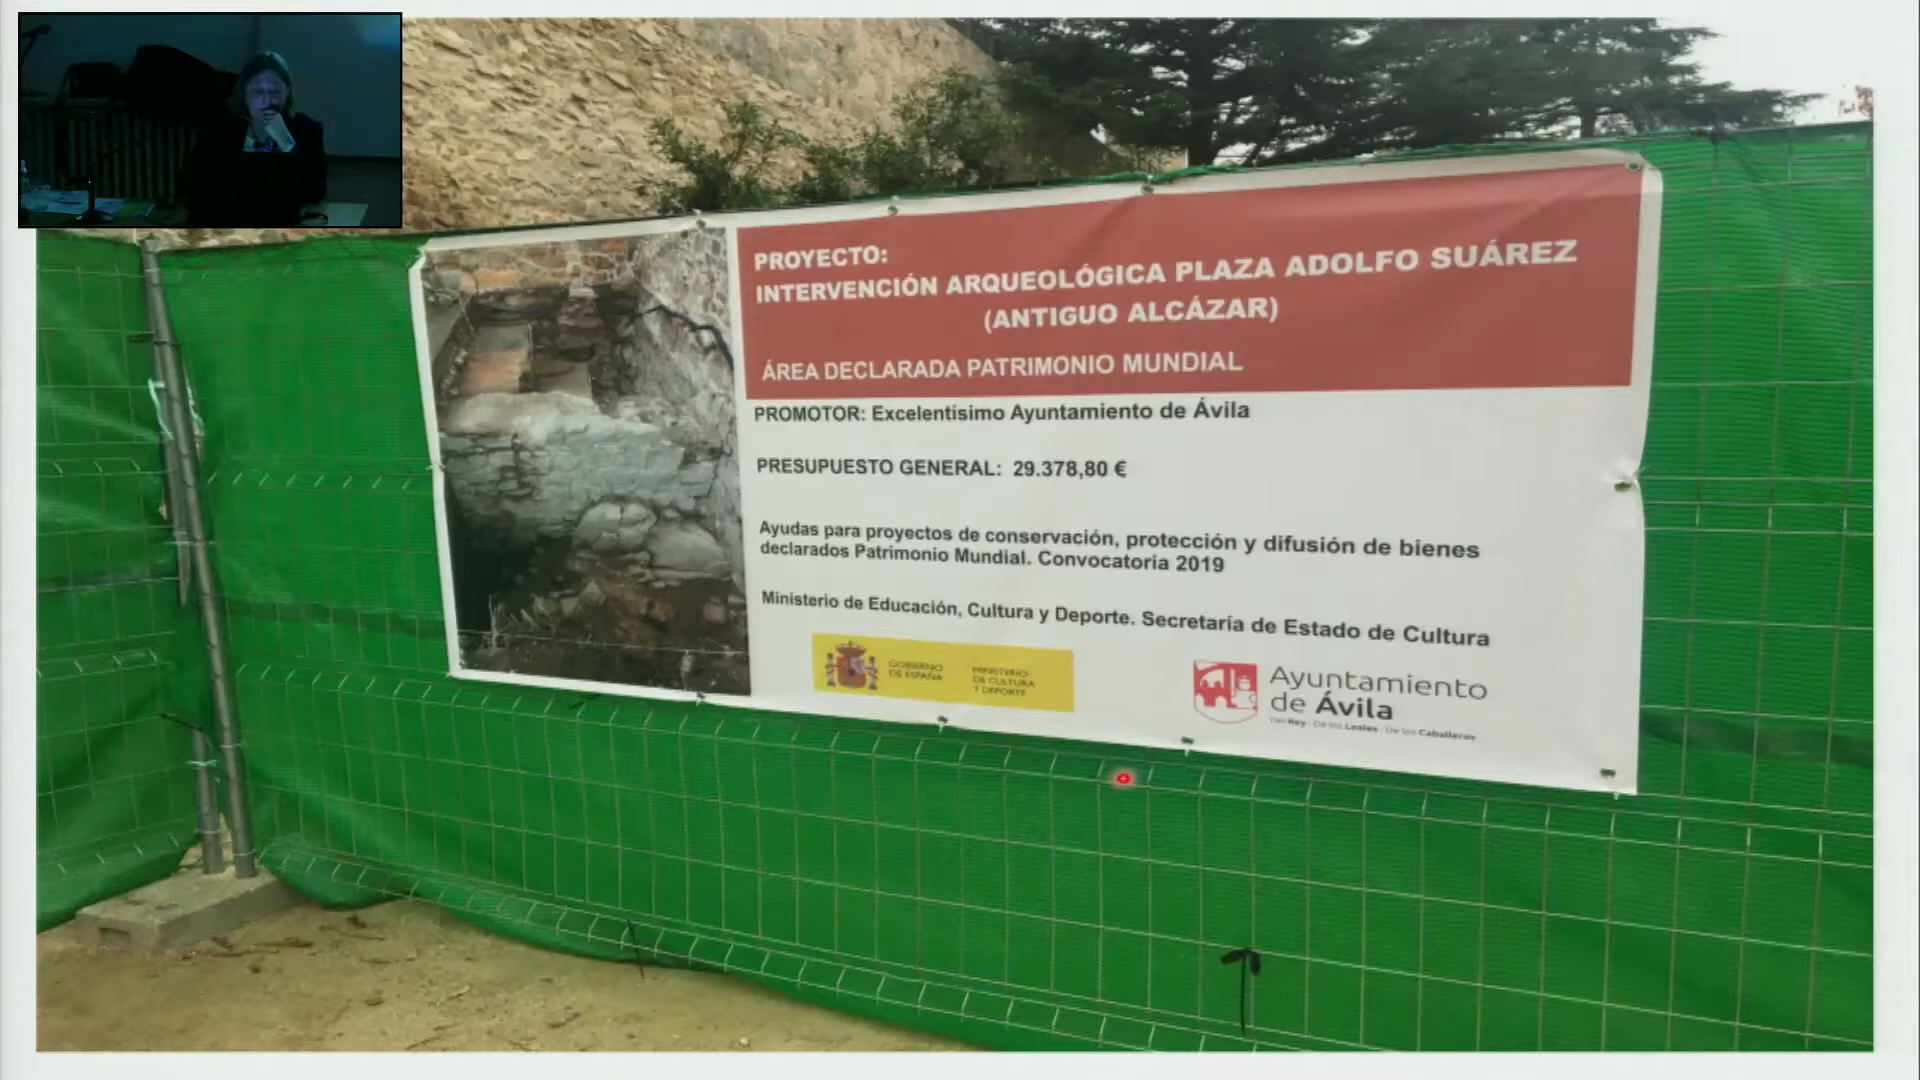 PROYECTO:
INTERVENCIÓN ARQUEOLÓGICA PLAZA ADOLFO SUÁREZ
(ANTIGUO ALCÁZAR)
ÁREA DECLARADA PATRIMONIO MUNDIAL
PROMOTOR: Excelentísimo Ayuntamiento de Ávila
PRESUPUESTO GENERAL: 29.378,80 €
Ayudas para proyectos de conservación, protección y difusión de bienes
declarados Patrimonio Mundial. Convocatoria 2019
Ministerio de Educación, Cultura y Deporte. Secretaría de Estado de Cultura
GOBIERNO
DE ESPAÑA
MINISTERIO
DE CULTURA
Y DEPORTE
Ayuntamiento
de Ávila
Del Rey · De los Leales · De los Caballeros